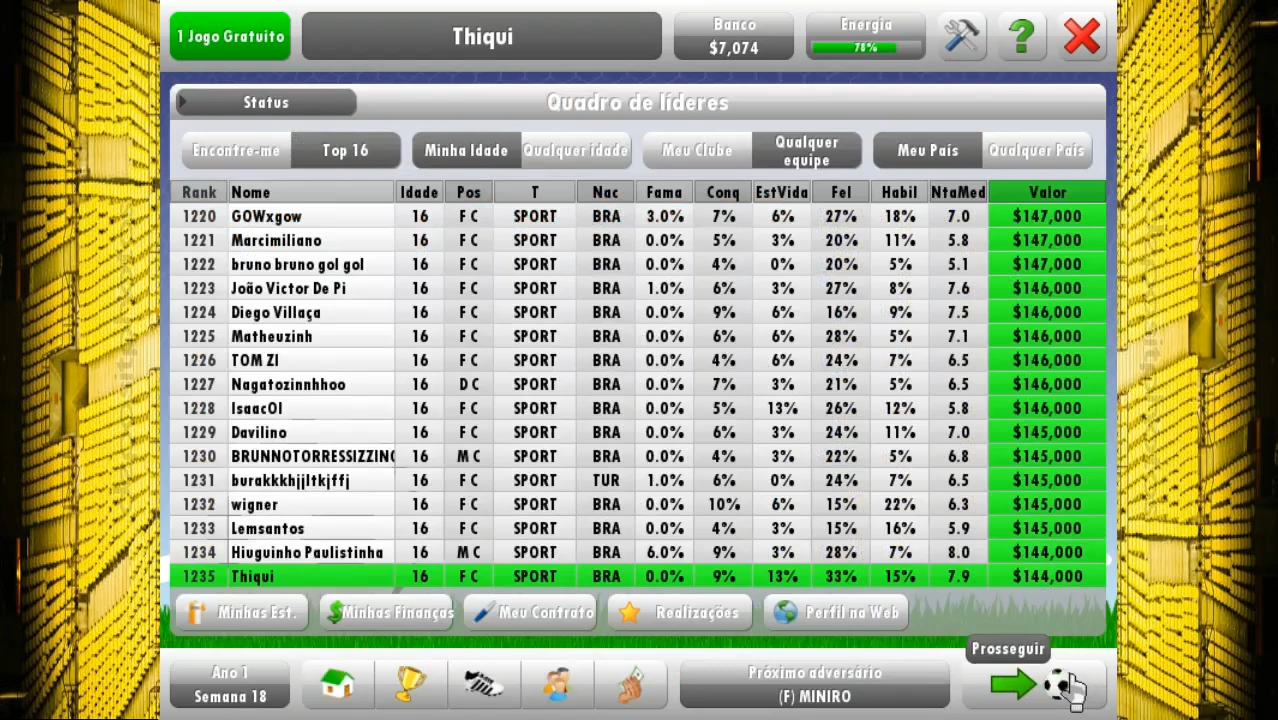 1 Jogo Gratuito
Thiqui
Banco
$7,074
Energia
78%
Status
Quadro de líderes
Encontre-me Top 16 Minha Idade Qualquer idade Meu Clube Qualquer equipe Meu País Qualquer País
Rank Nome Idade Pos T Nac Fama Conq EstVida Fel Habil NtaMed Valor
1220 GOWxgow 16 F C SPORT BRA 3.0% 7% 6% 27% 18% 7.0 $147,000
1221 Marcimiliano 16 F C SPORT BRA 0.0% 5% 3% 20% 11% 5.8 $147,000
1222 bruno bruno gol gol 16 F C SPORT BRA 0.0% 4% 0% 20% 5% 5.1 $147,000
1223 João Victor De Pi 16 F C SPORT BRA 1.0% 6% 3% 27% 8% 7.6 $146,000
1224 Diego Villaça 16 F C SPORT BRA 0.0% 9% 6% 16% 9% 7.5 $146,000
1225 Matheuzinh 16 F C SPORT BRA 0.0% 6% 6% 28% 5% 7.1 $146,000
1226 TOM ZI 16 F C SPORT BRA 0.0% 4% 6% 24% 7% 6.5 $146,000
1227 Nagatozinnhhoo 16 D C SPORT BRA 0.0% 7% 3% 21% 5% 6.5 $146,000
1228 IsaacOl 16 F C SPORT BRA 0.0% 5% 13% 26% 12% 5.8 $146,000
1229 Davilino 16 F C SPORT BRA 0.0% 6% 3% 24% 11% 7.0 $145,000
1230 BRUNNOTORRESSIZZINO 16 M C SPORT BRA 0.0% 4% 3% 22% 5% 6.8 $145,000
1231 burakkkhjjltkjffj 16 F C SPORT TUR 1.0% 6% 0% 24% 7% 6.5 $145,000
1232 wigner 16 F C SPORT BRA 0.0% 10% 6% 15% 22% 6.3 $145,000
1233 Lemsantos 16 F C SPORT BRA 0.0% 4% 3% 15% 16% 5.9 $145,000
1234 Hiuguinho Paulistinha 16 M C SPORT BRA 6.0% 9% 3% 28% 7% 8.0 $144,000
1235 Thiqui 16 F C SPORT BRA 0.0% 9% 13% 33% 15% 7.9 $144,000
Minhas Est. Minhas Finanças Meu Contrato Realizações Perfil na Web
Prosseguir
Ano 1
Semana 18
Próximo adversário
(F) MINIRO